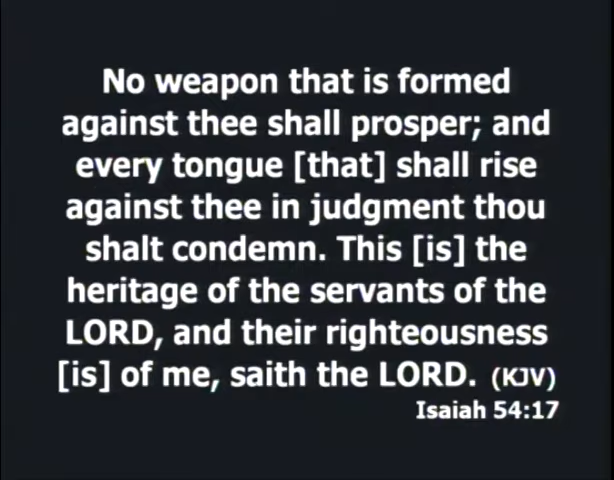 No weapon that is formed
against thee shall prosper; and
every tongue [that] shall rise
against thee in judgment thou
shalt condemn. This [is] the
heritage of the servants of the
LORD, and their righteousness
[is] of me, saith the LORD. (KJV)
Isaiah 54:17